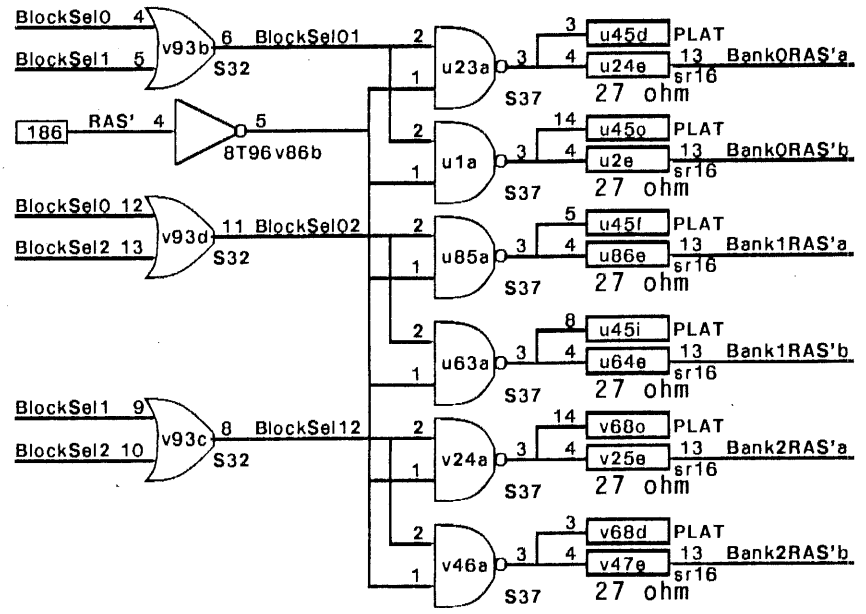 BlockSel0 4
BlockSel1 5
v93b
6 BlockSel01
S32
186 RAS' 4
5
8T96 v86b
BlockSel0 12
BlockSel2 13
v93d
11 BlockSel02
S32
BlockSel1 9
BlockSel2 10
v93c
8 BlockSel12
S32
2
1
u23a
3
S37
3 u45d PLAT
4 u24e 13 Bank0RAS'a
sr16
27 ohm
2
1
u1a
3
S37
14 u45o PLAT
4 u2e 13 Bank0RAS'b
sr16
27 ohm
2
1
u85a
3
S37
5 u45f PLAT
4 u86e 13 Bank1RAS'a
sr16
27 ohm
2
1
u63a
3
S37
8 u45i PLAT
4 u64e 13 Bank1RAS'b
sr16
27 ohm
2
1
v24a
3
S37
14 v68o PLAT
4 v25e 13 Bank2RAS'a
sr16
27 ohm
2
1
v46a
3
S37
3 v68d PLAT
4 v47e 13 Bank2RAS'b
sr16
27 ohm